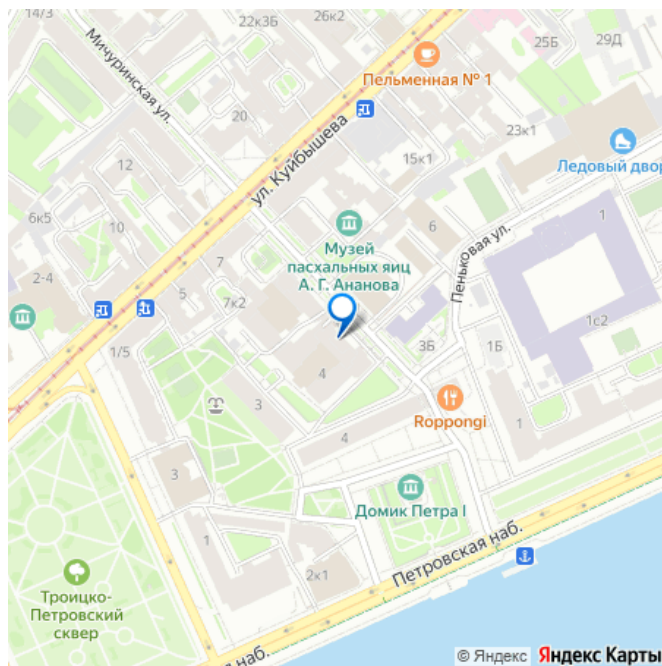 14/3
22к3Б
26к2
25Б
29Д
Мичуринская ул.
Пельменная № 1
20
ул. Куйбышева
23к1
12
15к1
Ледовый двор
6к5
10
6
1
Музей
пасхальных яиц
А. Г. Ананова
Пеньковая ул.
2-4
7
5
7к2
1с2
1/5
3Б
1Б
4
3
Roppongi
1
4
3
Домик Петра I
1
Петровская наб.
2к1
Троицко-
Петровский
сквер
ая наб.
© Яндекс Яндекс Карты